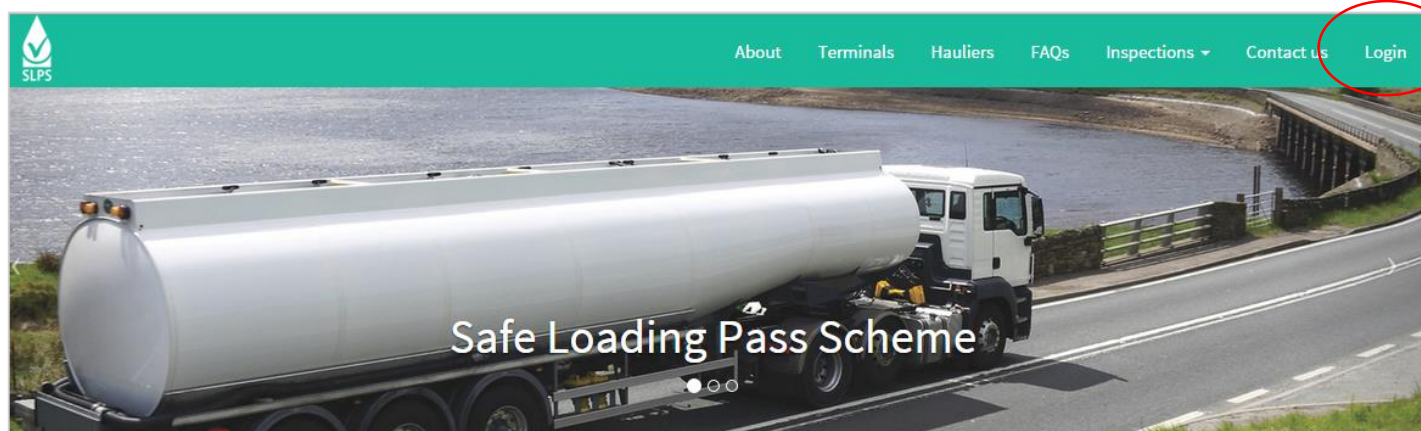 SLPS
About Terminals Hauliers FAQs Inspections Contact us Login
Safe Loading Pass Scheme